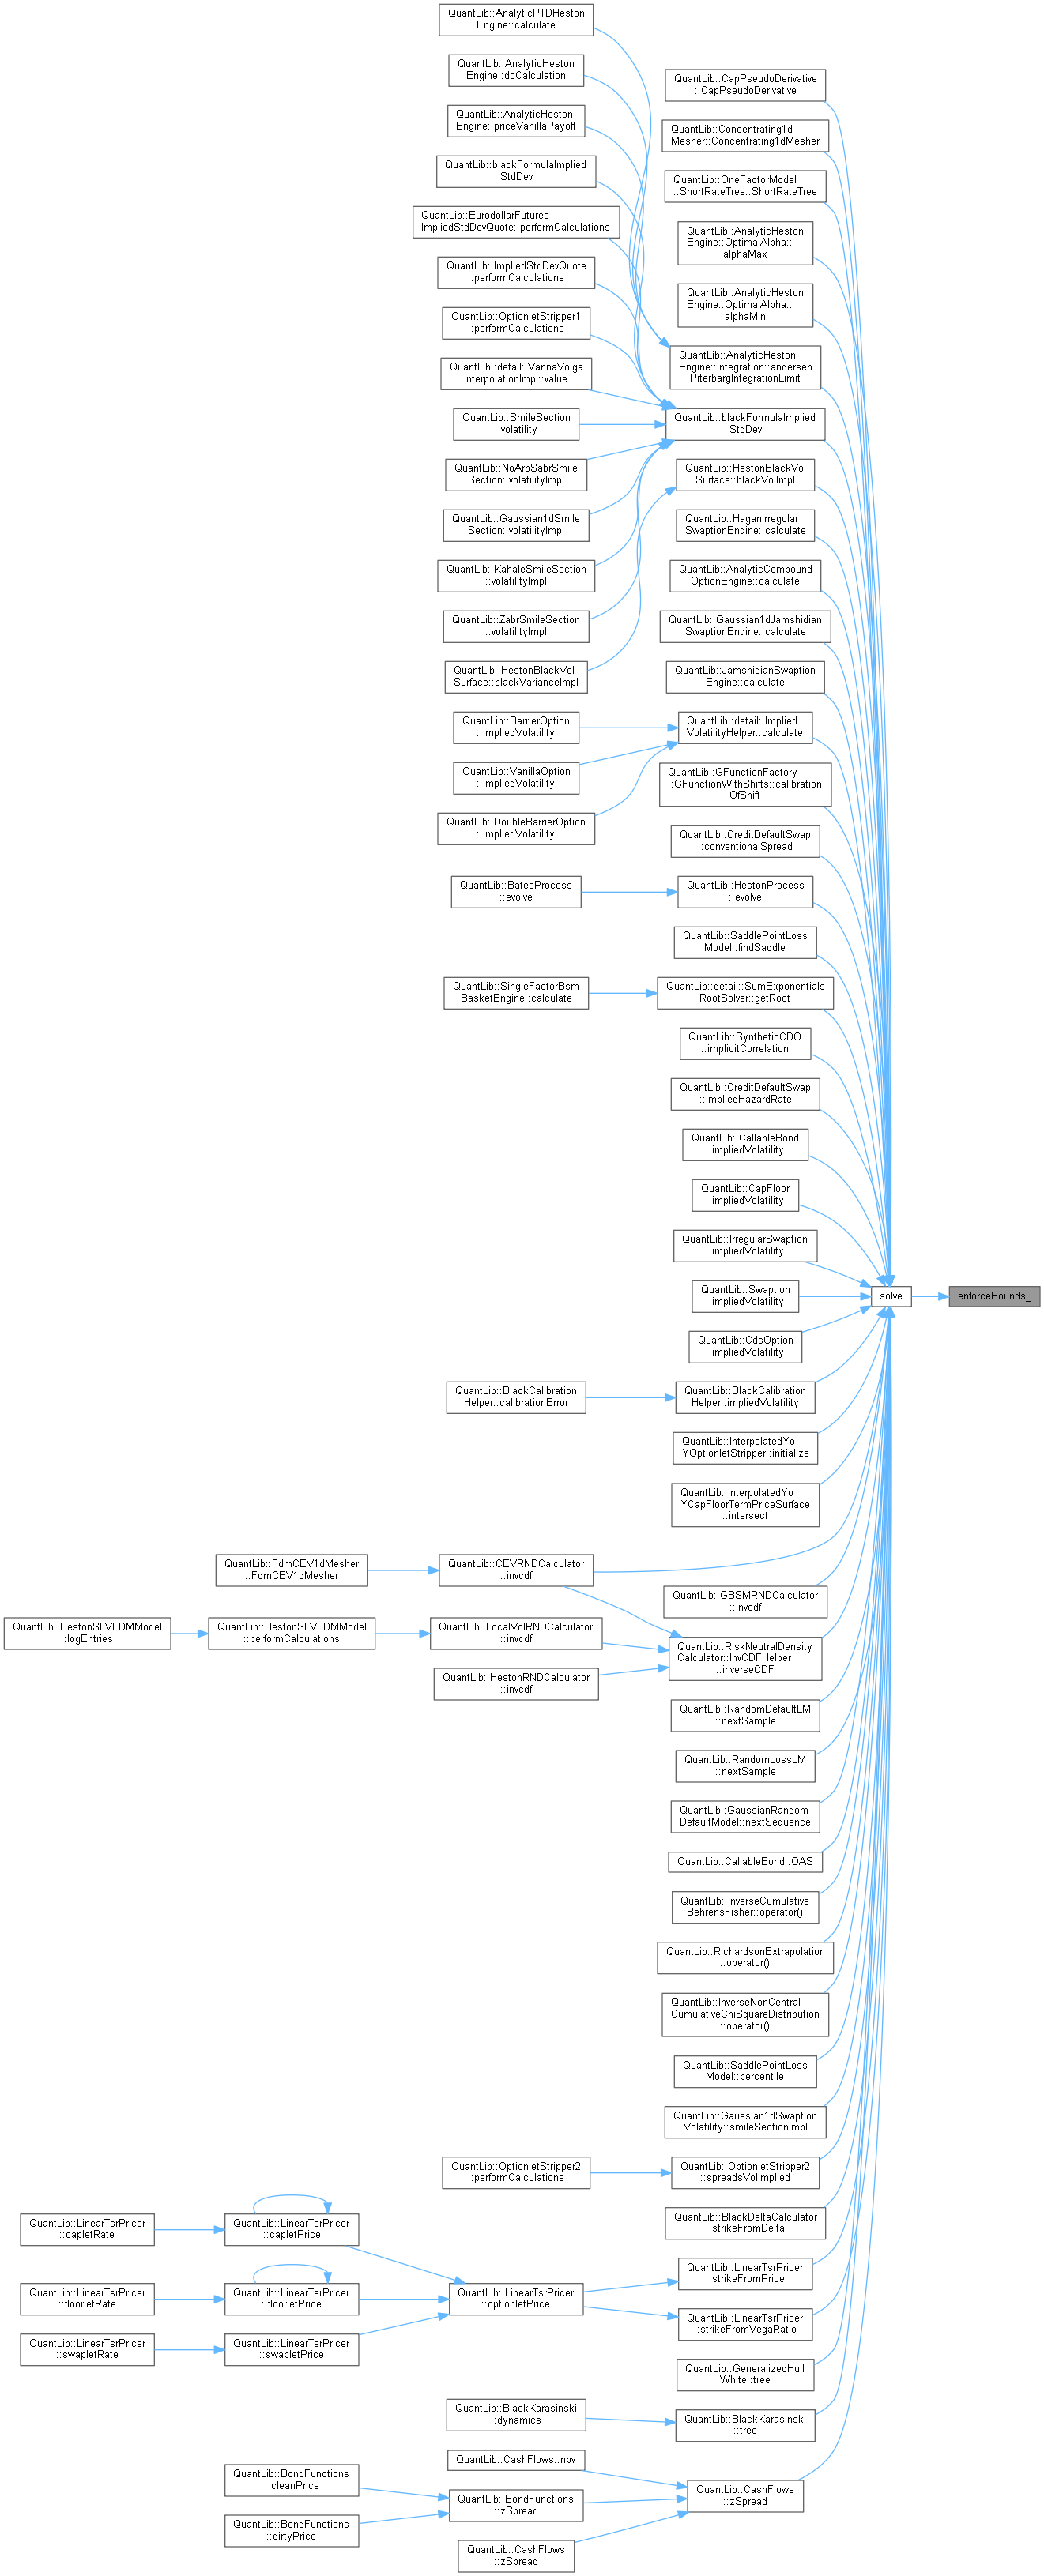 QuantLib::AnalyticPTDHeston
Engine::calculate
QuantLib::AnalyticHeston
Engine::doCalculation
QuantLib::AnalyticHeston
Engine::priceVanillaPayoff
QuantLib::blackFormulaImplied
StdDev
QuantLib::EurodollarFutures
ImpliedStdDevQuote::performCalculations
QuantLib::ImpliedStdDevQuote
::performCalculations
QuantLib::OptionletStripper1
::performCalculations
QuantLib::detail::VannaVolga
InterpolationImpl::value
QuantLib::SmileSection
::volatility
QuantLib::NoArbSabrSmile
Section::volatilityImpl
QuantLib::Gaussian1dSmile
Section::volatilityImpl
QuantLib::KahaleSmileSection
::volatilityImpl
QuantLib::ZabrSmileSection
::volatilityImpl
QuantLib::HestonBlackVol
Surface::blackVarianceImpl
QuantLib::BarrierOption
::impliedVolatility
QuantLib::VanillaOption
::impliedVolatility
QuantLib::DoubleBarrierOption
::impliedVolatility
QuantLib::BatesProcess
::evolve
QuantLib::SingleFactorBsm
BasketEngine::calculate
QuantLib::BlackCalibration
Helper::calibrationError
QuantLib::FdmCEV1dMesher
::FdmCEV1dMesher
QuantLib::CEVRNDCalculator
::invcdf
QuantLib::HestonSLVFDMModel
::logEntries
QuantLib::HestonSLVFDMModel
::performCalculations
QuantLib::LocalVolRNDCalculator
::invcdf
QuantLib::HestonRNDCalculator
::invcdf
QuantLib::OptionletStripper2
::performCalculations
QuantLib::LinearTsrPricer
::capletRate
QuantLib::LinearTsrPricer
::capletPrice
QuantLib::LinearTsrPricer
::floorletRate
QuantLib::LinearTsrPricer
::floorletPrice
QuantLib::LinearTsrPricer
::optionletPrice
QuantLib::LinearTsrPricer
::swapletRate
QuantLib::LinearTsrPricer
::swapletPrice
QuantLib::BlackKarasinski
::dynamics
QuantLib::CashFlows::npv
QuantLib::BondFunctions
::cleanPrice
QuantLib::BondFunctions
::zSpread
QuantLib::BondFunctions
::dirtyPrice
QuantLib::CashFlows
::zSpread
QuantLib::CapPseudoDerivative
::CapPseudoDerivative
QuantLib::Concentrating1d
Mesher::Concentrating1dMesher
QuantLib::OneFactorModel
::ShortRateTree::ShortRateTree
QuantLib::AnalyticHeston
Engine::OptimalAlpha::
alphaMax
QuantLib::AnalyticHeston
Engine::OptimalAlpha::
alphaMin
QuantLib::AnalyticHeston
Engine::Integration::andersen
PiterbargIntegrationLimit
QuantLib::blackFormulaImplied
StdDev
QuantLib::HestonBlackVol
Surface::blackVolImpl
QuantLib::HaganIrregular
SwaptionEngine::calculate
QuantLib::AnalyticCompound
OptionEngine::calculate
QuantLib::Gaussian1dJamshidian
SwaptionEngine::calculate
QuantLib::JamshidianSwaption
Engine::calculate
QuantLib::detail::Implied
VolatilityHelper::calculate
QuantLib::GFunctionFactory
::GFunctionWithShifts::calibration
OfShift
QuantLib::CreditDefaultSwap
::conventionalSpread
QuantLib::HestonProcess
::evolve
QuantLib::SaddlePointLoss
Model::findSaddle
QuantLib::detail::SumExponentials
RootSolver::getRoot
QuantLib::SyntheticCDO
::implicitCorrelation
QuantLib::CreditDefaultSwap
::impliedHazardRate
QuantLib::CallableBond
::impliedVolatility
QuantLib::CapFloor
::impliedVolatility
QuantLib::IrregularSwaption
::impliedVolatility
QuantLib::Swaption
::impliedVolatility
QuantLib::CdsOption
::impliedVolatility
QuantLib::BlackCalibration
Helper::impliedVolatility
QuantLib::InterpolatedYo
YOptionletStripper::initialize
QuantLib::InterpolatedYo
YCapFloorTermPriceSurface
::intersect
QuantLib::GBSMRNDCalculator
::invcdf
QuantLib::RiskNeutralDensity
Calculator::InvCDFHelper
::inverseCDF
QuantLib::RandomDefaultLM
::nextSample
QuantLib::RandomLossLM
::nextSample
QuantLib::GaussianRandom
DefaultModel::nextSequence
QuantLib::CallableBond::OAS
QuantLib::InverseCumulative
BehrensFisher::operator()
QuantLib::RichardsonExtrapolation
::operator()
QuantLib::InverseNonCentral
CumulativeChiSquareDistribution
::operator()
QuantLib::SaddlePointLoss
Model::percentile
QuantLib::Gaussian1dSwaption
Volatility::smileSectionImpl
QuantLib::OptionletStripper2
::spreadsVolImplied
QuantLib::BlackDeltaCalculator
::strikeFromDelta
QuantLib::LinearTsrPricer
::strikeFromPrice
QuantLib::LinearTsrPricer
::strikeFromVegaRatio
QuantLib::GeneralizedHull
White::tree
QuantLib::BlackKarasinski
::tree
QuantLib::CashFlows
::zSpread
solve
enforceBounds_